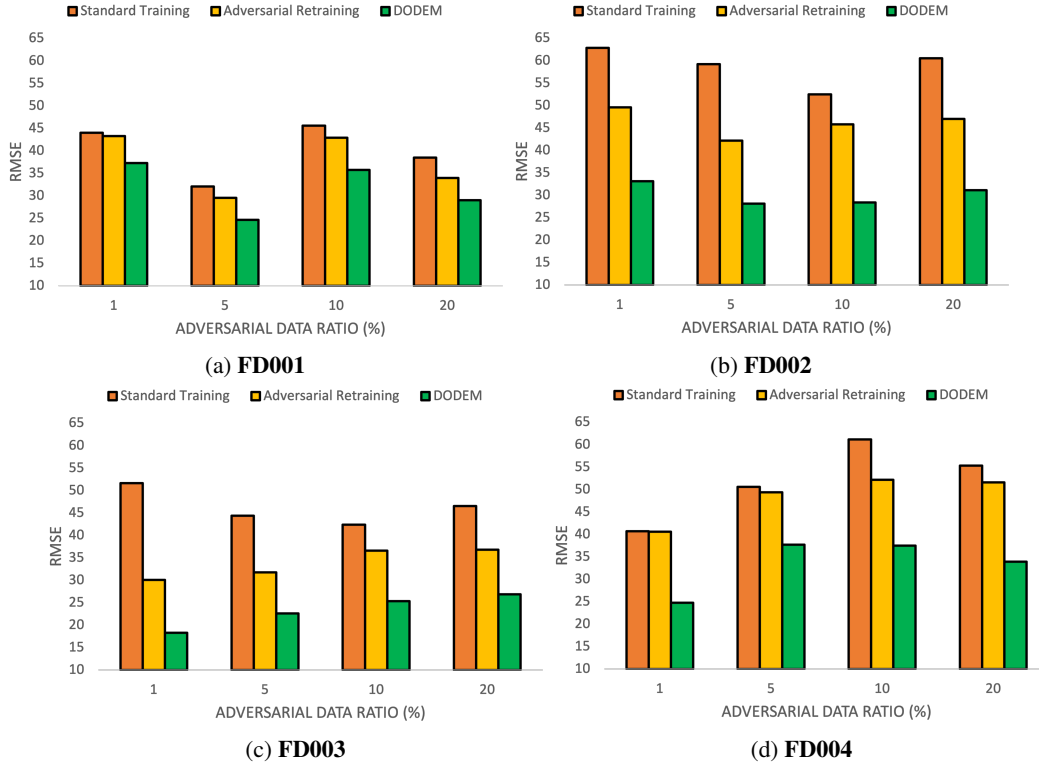 Standard Training Adversarial Retraining DODEM
65
60
55
50
45
40
35
30
25
20
15
10
RMSE
1 5 10 20
ADVERSARIAL DATA RATIO (%)
(a) FD001
Standard Training Adversarial Retraining DODEM
65
60
55
50
45
40
35
30
25
20
15
10
RMSE
1 5 10 20
ADVERSARIAL DATA RATIO (%)
(b) FD002
Standard Training Adversarial Retraining DODEM
65
60
55
50
45
40
35
30
25
20
15
10
RMSE
1 5 10 20
ADVERSARIAL DATA RATIO (%)
(c) FD003
Standard Training Adversarial Retraining DODEM
65
60
55
50
45
40
35
30
25
20
15
10
RMSE
1 5 10 20
ADVERSARIAL DATA RATIO (%)
(d) FD004